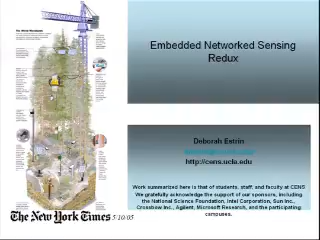 Embedded Networked Sensing
Redux
Deborah Estrin
http://cens.ucla.edu
Work summarized here is that of students, staff, and faculty at CENS
We gratefully acknowledge the support of our sponsors, including
the National Science Foundation, Intel Corporation, Sun Inc.,
Crossbow Inc., Agilent, Microsoft Research, and the participating
campuses.
The New York Times 5/10/05